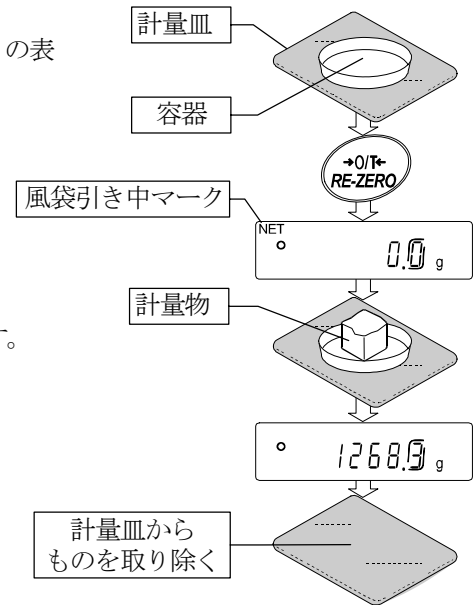 計量皿
の表
容器
→0/T←
RE-ZERO
風袋引き中マーク
NET
0.0 g
計量物
す。
1268.9 g
計量皿から
ものを取り除く